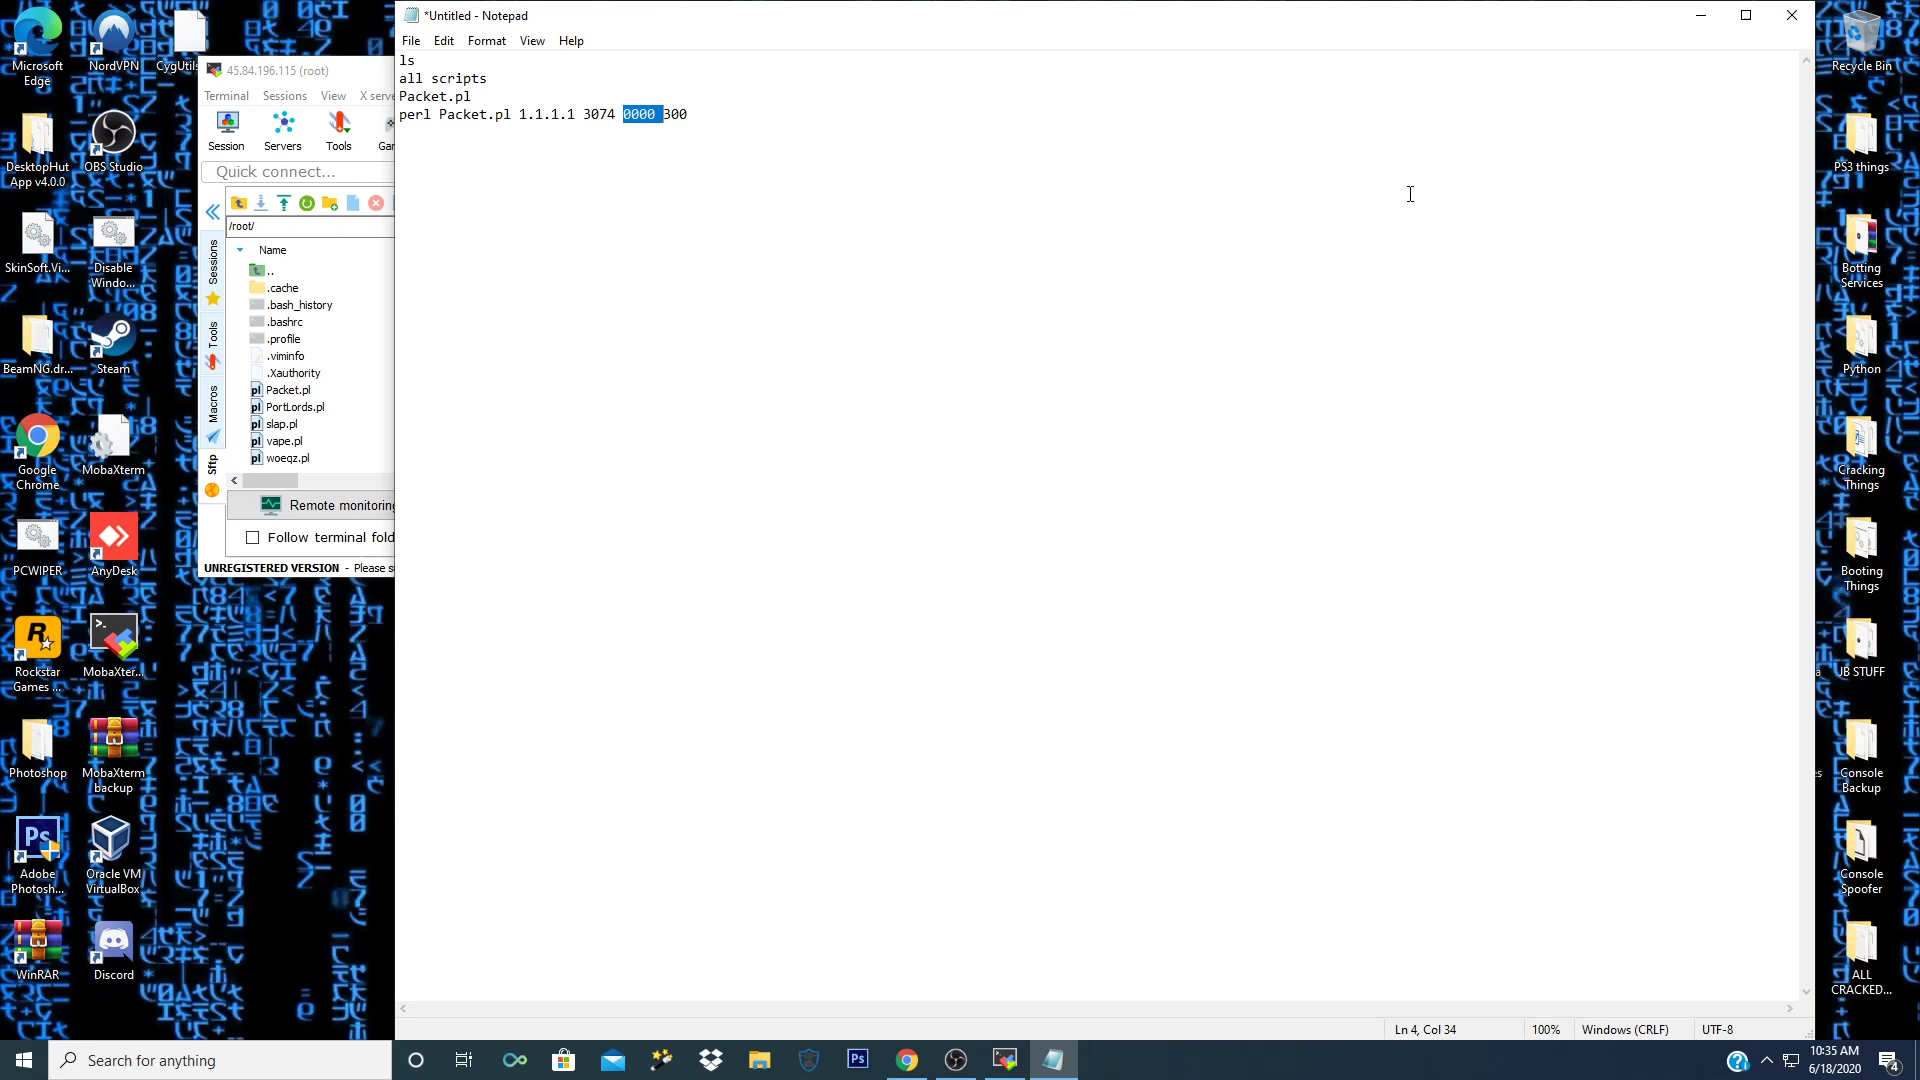 Microsoft
Edge
NordVPN
CygUtils
DesktopHut
App v4.0.0
OBS Studio
SkinSoft.Vi...
Disable
Windo...
BeamNG.dr...
Steam
Google
Chrome
MobaXterm
PCWIPER
AnyDesk
Rockstar
Games ...
MobaXter...
Photoshop
MobaXterm
backup
Adobe
Photosh...
Oracle VM
VirtualBox
WinRAR
Discord
45.84.196.115 (root)
Terminal Sessions View X serve
Session Servers Tools Gar
Quick connect...
/root/
Name
..
.cache
.bash_history
.bashrc
.profile
.viminfo
.Xauthority
Packet.pl
PortLords.pl
slap.pl
vape.pl
woeqz.pl
Sessions
Tools
Macros
Sftp
Remote monitoring
Follow terminal fold
UNREGISTERED VERSION - Please s
*Untitled - Notepad
File Edit Format View Help
ls
all scripts
Packet.pl
perl Packet.pl 1.1.1.1 3074 0000 300
Ln 4, Col 34 100% Windows (CRLF) UTF-8
Recycle Bin
PS3 things
Botting
Services
Python
Cracking
Things
Booting
Things
JB STUFF
Console
Backup
Console
Spoofer
ALL
CRACKED...
Search for anything
10:35 AM
6/18/2020
4